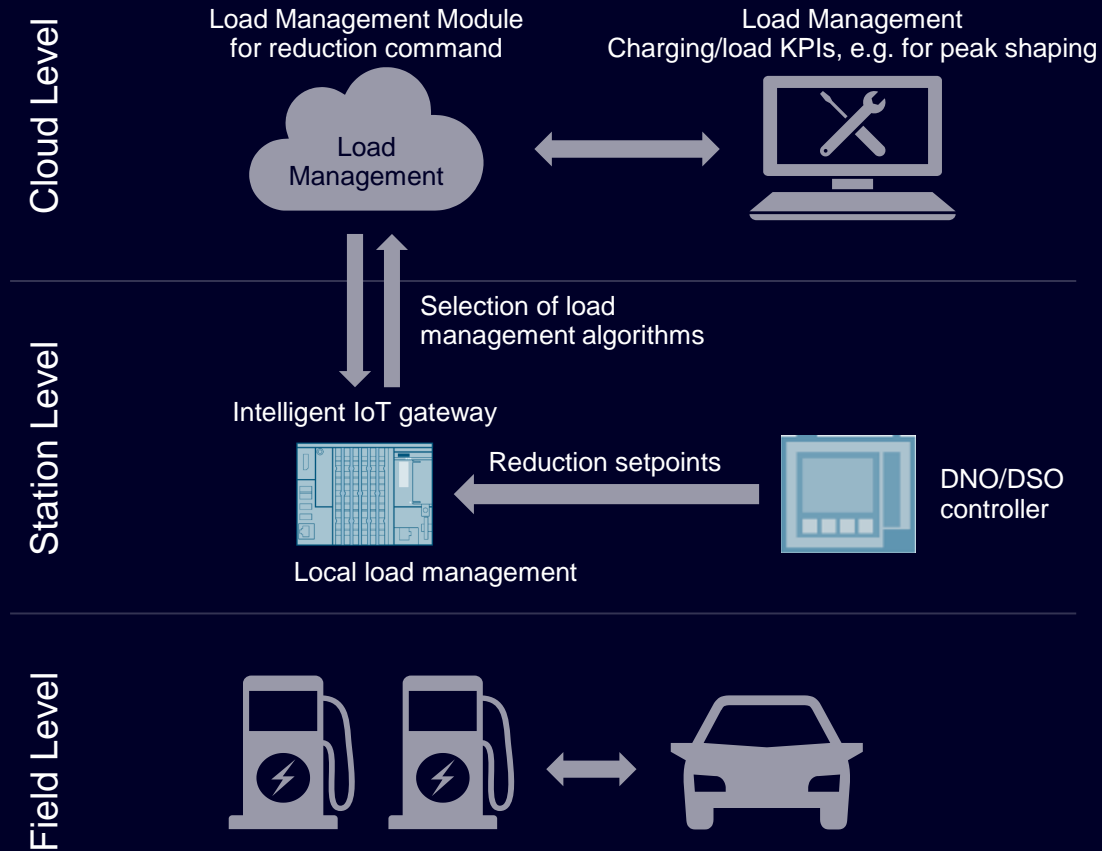 Cloud Level
Load Management Module
for reduction command
Load Management
Charging/load KPIs, e.g. for peak shaping
Load
Management
Station Level
Selection of load
management algorithms
Intelligent IoT gateway
Reduction setpoints
DNO/DSO
controller
Local load management
Field Level